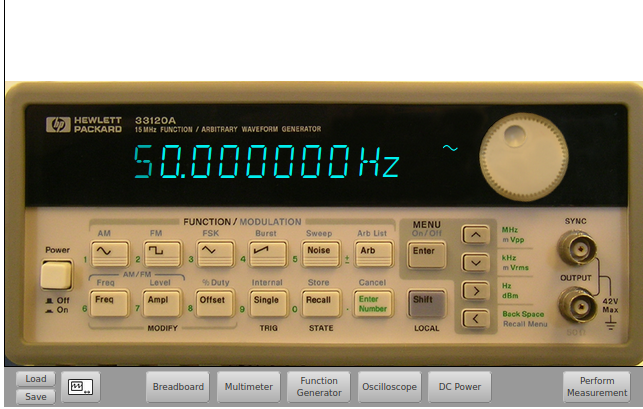 hp HEWLETT PACKARD 33120A
15 MHz FUNCTION / ARBITRARY WAVEFORM GENERATOR
50.000000Hz
FUNCTION / MODULATION
AM FM FSK Burst Sweep Arb List
1 2 3 4 5 Noise ± Arb
MENU
On/Off
Enter
MHz
m Vpp
kHz
m Vrms
Hz
dBm
Back Space
Recall Menu
SYNC
OUTPUT
42V
Max
50Ω
Power
Off
On
AM/FM
Freq Level % Duty Internal Store Cancel
6 Freq 7 Ampl 8 Offset 9 Single 0 Recall . Enter Number
Shift
MODIFY TRIG STATE LOCAL
Load
Save
Breadboard
Multimeter
Function
Generator
Oscilloscope
DC Power
Perform
Measurement